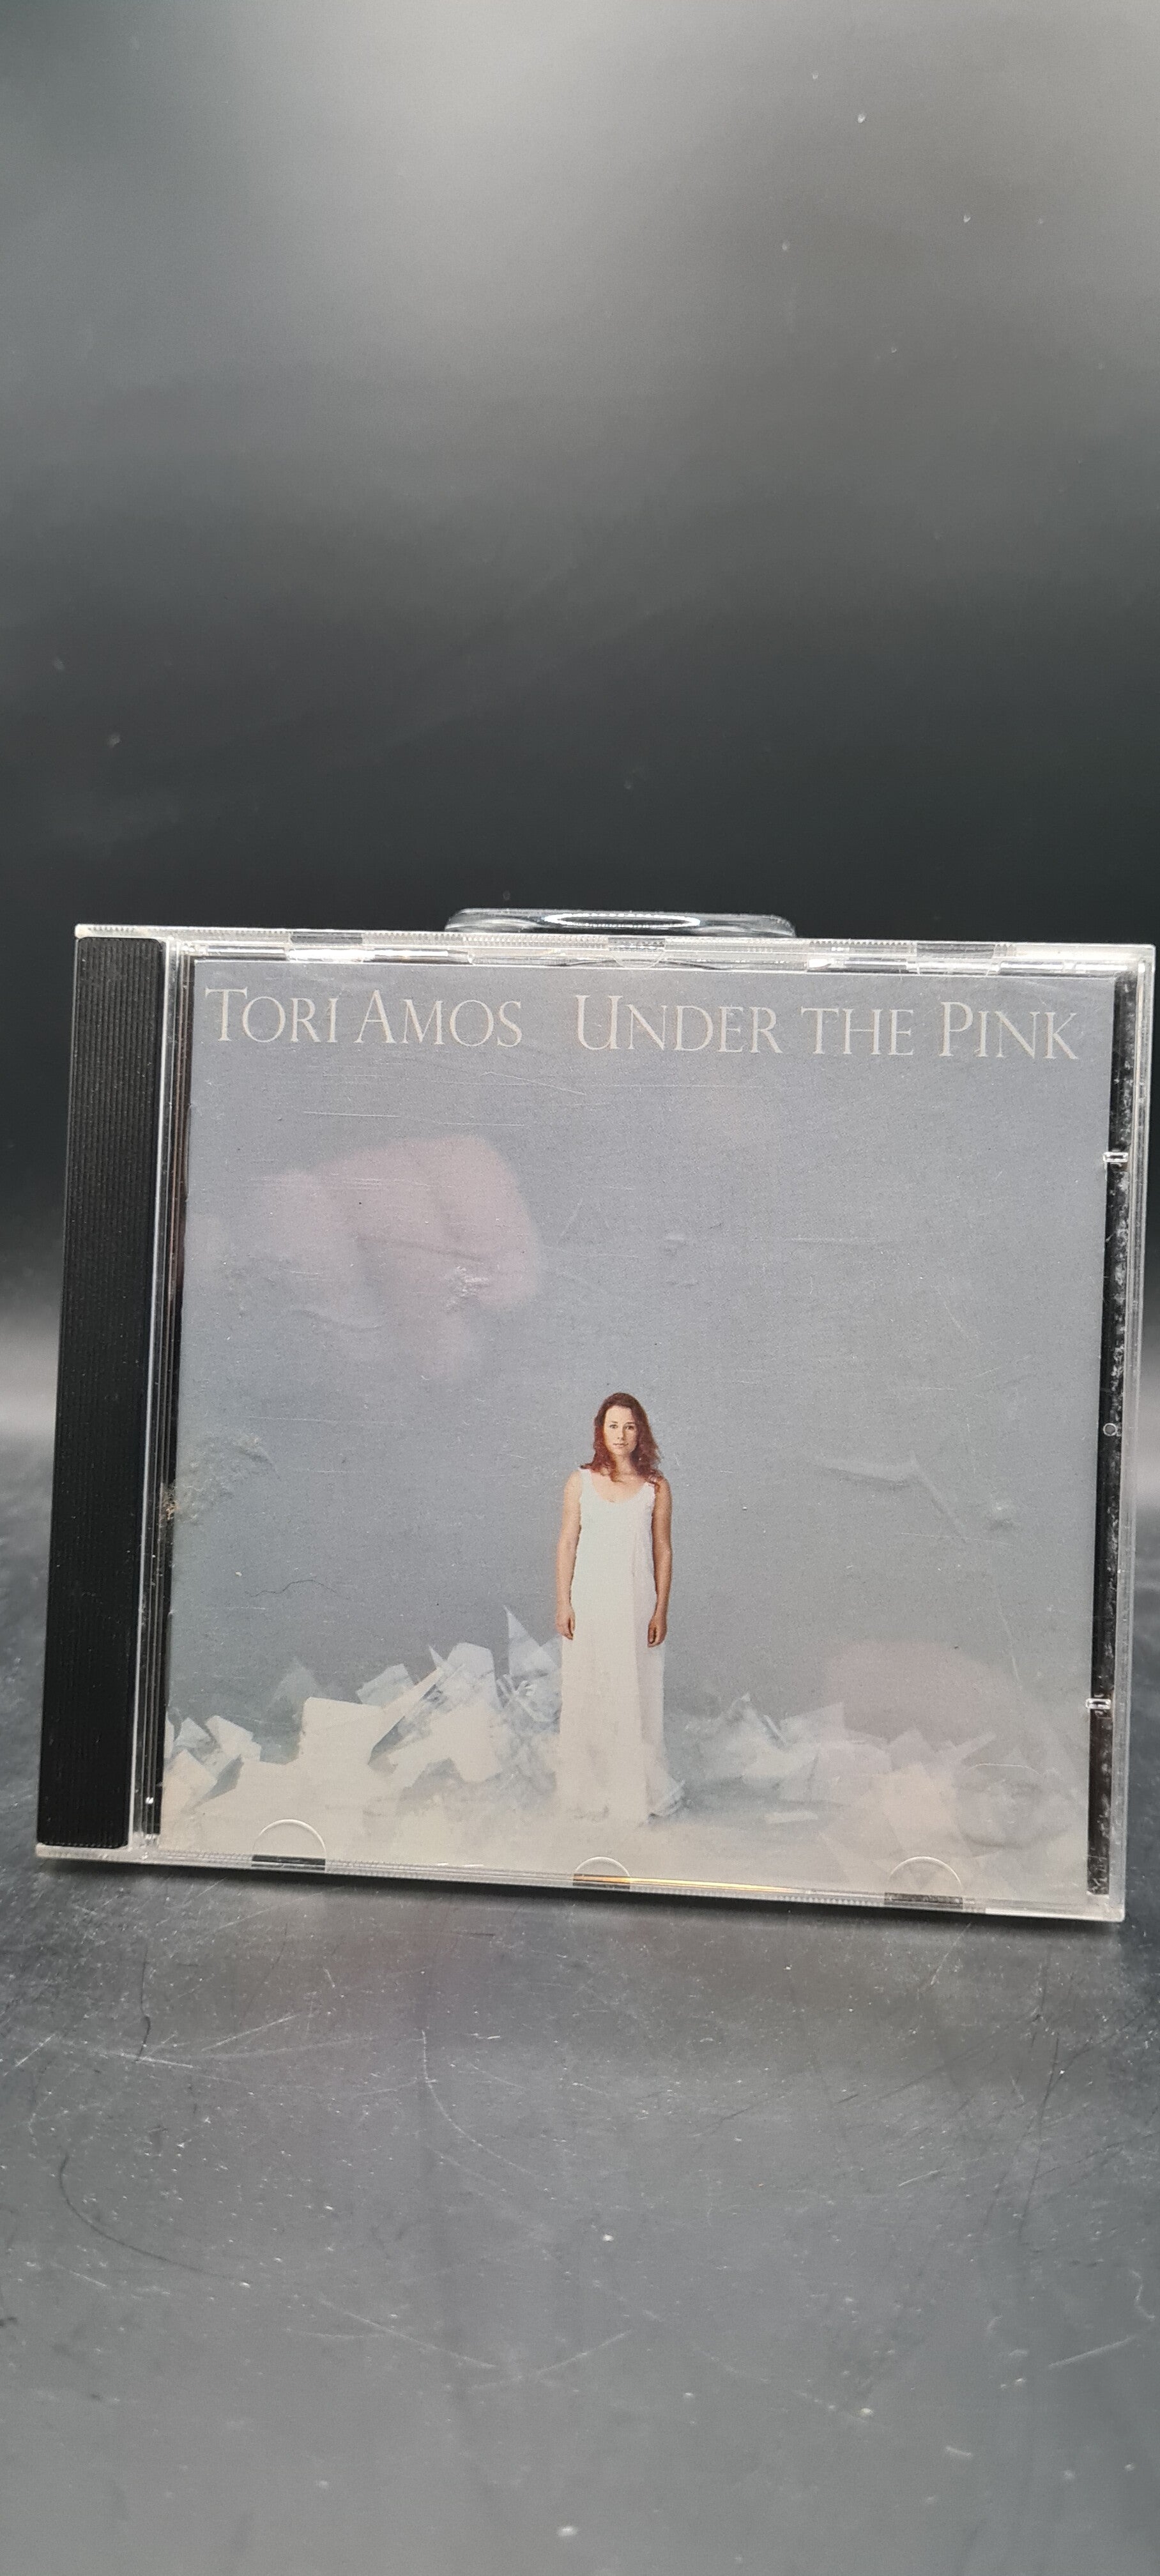 TORI AMOS UNDER THE PINK